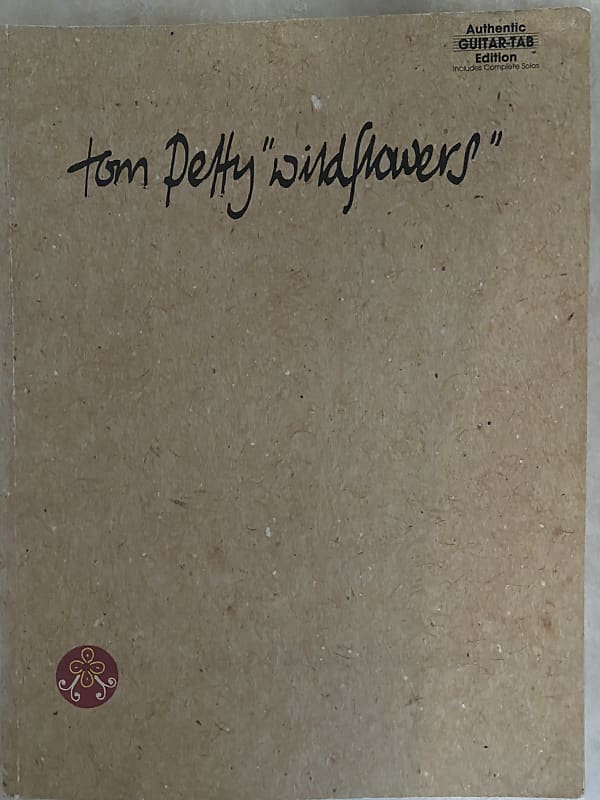 Authentic
GUITAR-TAB
Edition
Includes Complete Solos
tom Petty "wildflowers"